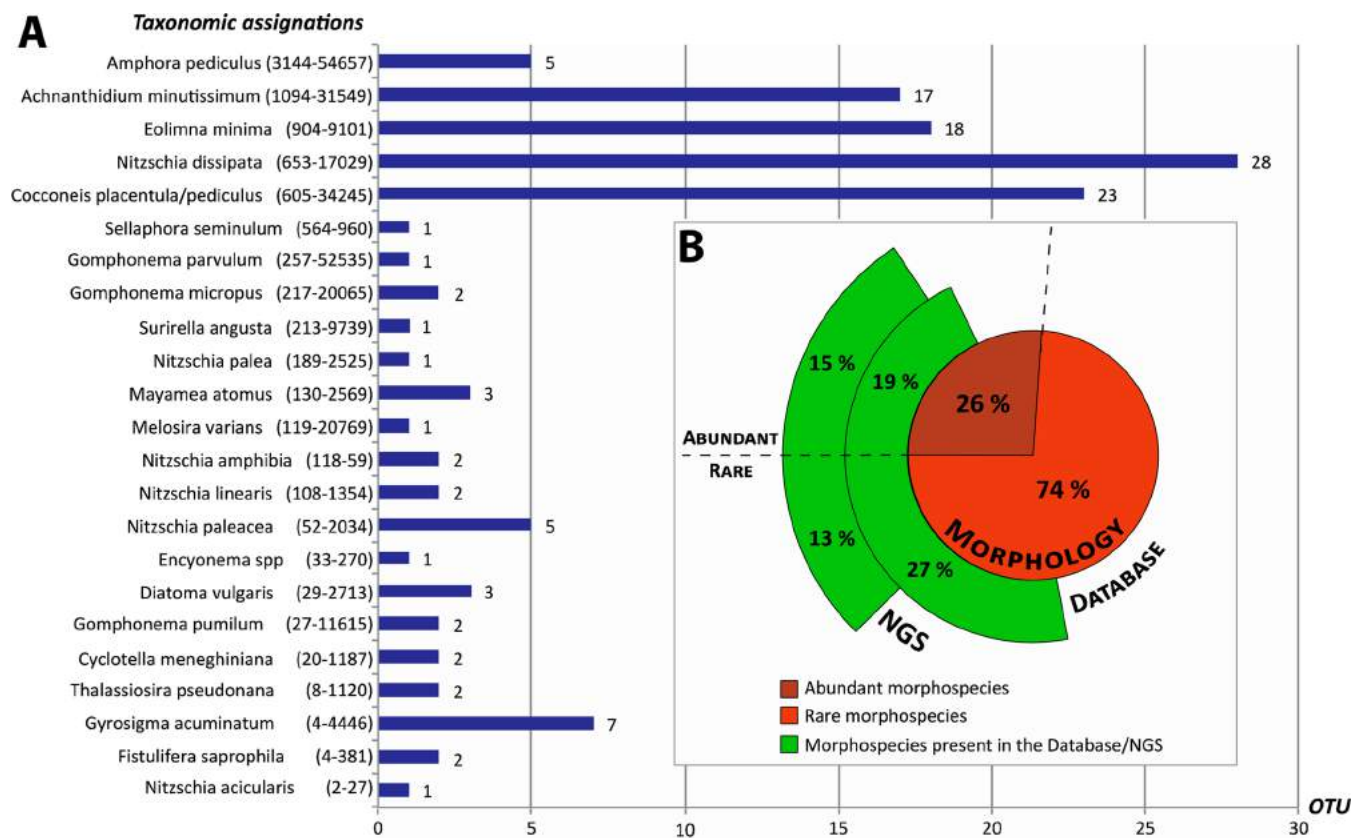 A
Taxonomic assignations
Amphora pediculus (3144-54657) 5
Achnanthidium minutissimum (1094-31549) 17
Eolimna minima (904-9101) 18
Nitzschia dissipata (653-17029) 28
Cocconeis placentula/pediculus (605-34245) 23
Sellaphora seminulum (564-960) 1
Gomphonema parvulum (257-52535) 1
Gomphonema micropus (217-20065) 2
Surirella angusta (213-9739) 1
Nitzschia palea (189-2525) 1
Mayamea atomus (130-2569) 3
Melosira varians (119-20769) 1
Nitzschia amphibia (118-59) 2
Nitzschia linearis (108-1354) 2
Nitzschia paleacea (52-2034) 5
Encyonema spp (33-270) 1
Diatoma vulgaris (29-2713) 3
Gomphonema pumilum (27-11615) 2
Cyclotella meneghiniana (20-1187) 2
Thalassiosira pseudonana (8-1120) 2
Gyrosigma acuminatum (4-4446) 7
Fistulifera saprophila (4-381) 2
Nitzschia acicularis (2-27) 1
0 5 10 15 20 25 30
OTU
B
15 %
19 %
26 %
ABUNDANT
RARE
74 %
13 %
27 %
MORPHOLOGY
DATABASE
NGS
Abundant morphospecies
Rare morphospecies
Morphospecies present in the Database/NGS